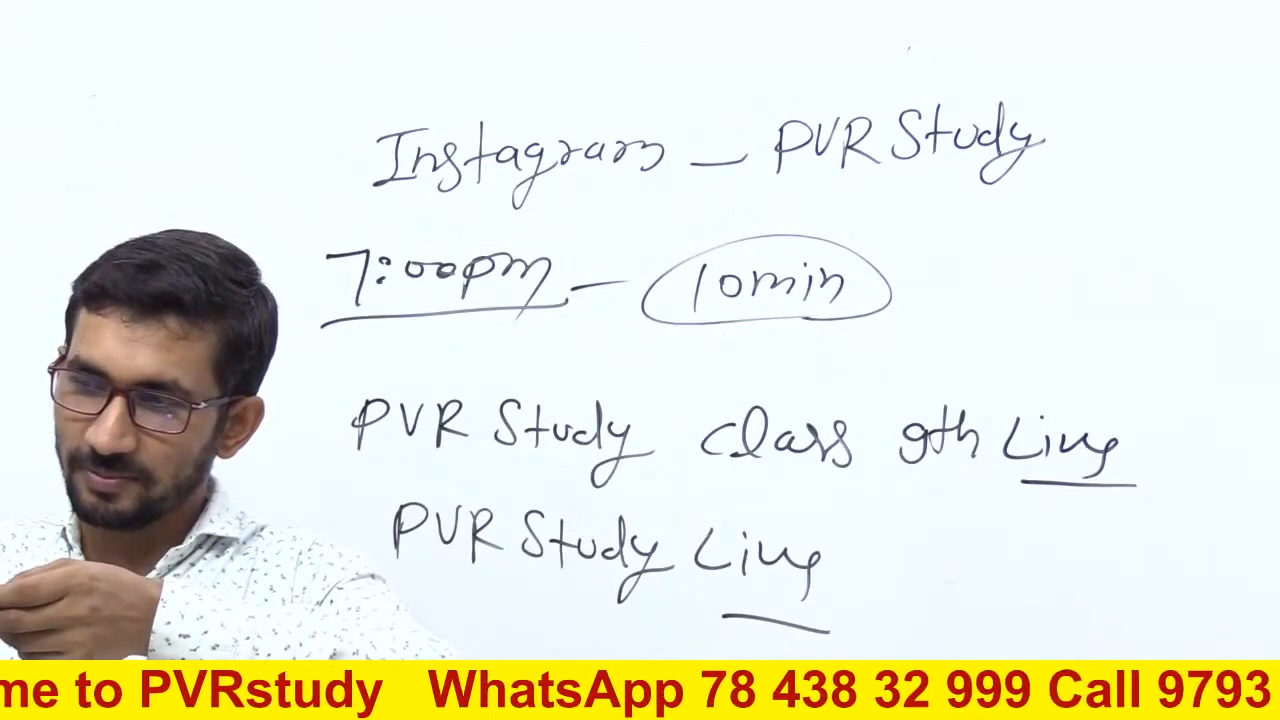 Instagram – PVR Study
7:00pm – 10min
PVR Study class 9th Live
PVR Study Live
me to PVRstudy WhatsApp 78 438 32 999 Call 9793